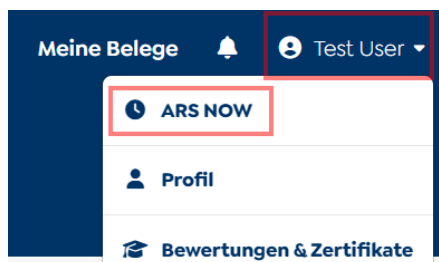 Meine Belege Test User
ARS NOW
Profil
Bewertungen & Zertifikate